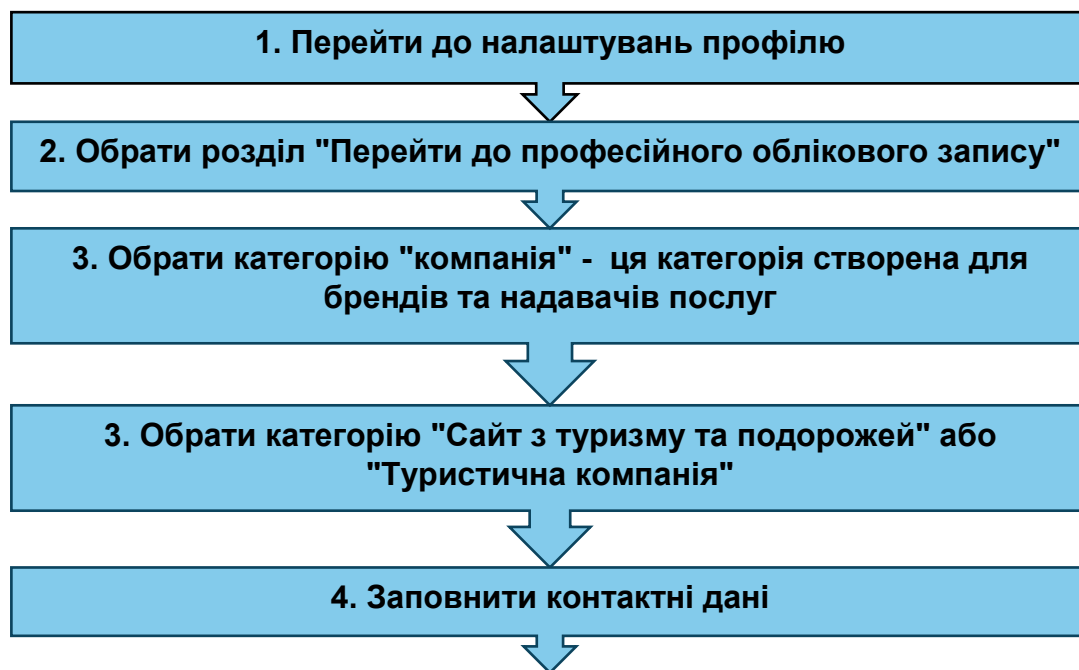 1. Перейти до налаштувань профілю
2. Обрати розділ "Перейти до професійного облікового запису"
3. Обрати категорію "компанія" -  ця категорія створена для
брендів та надавачів послуг
3. Обрати категорію "Сайт з туризму та подорожей" або
"Туристична компанія"
4. Заповнити контактні дані